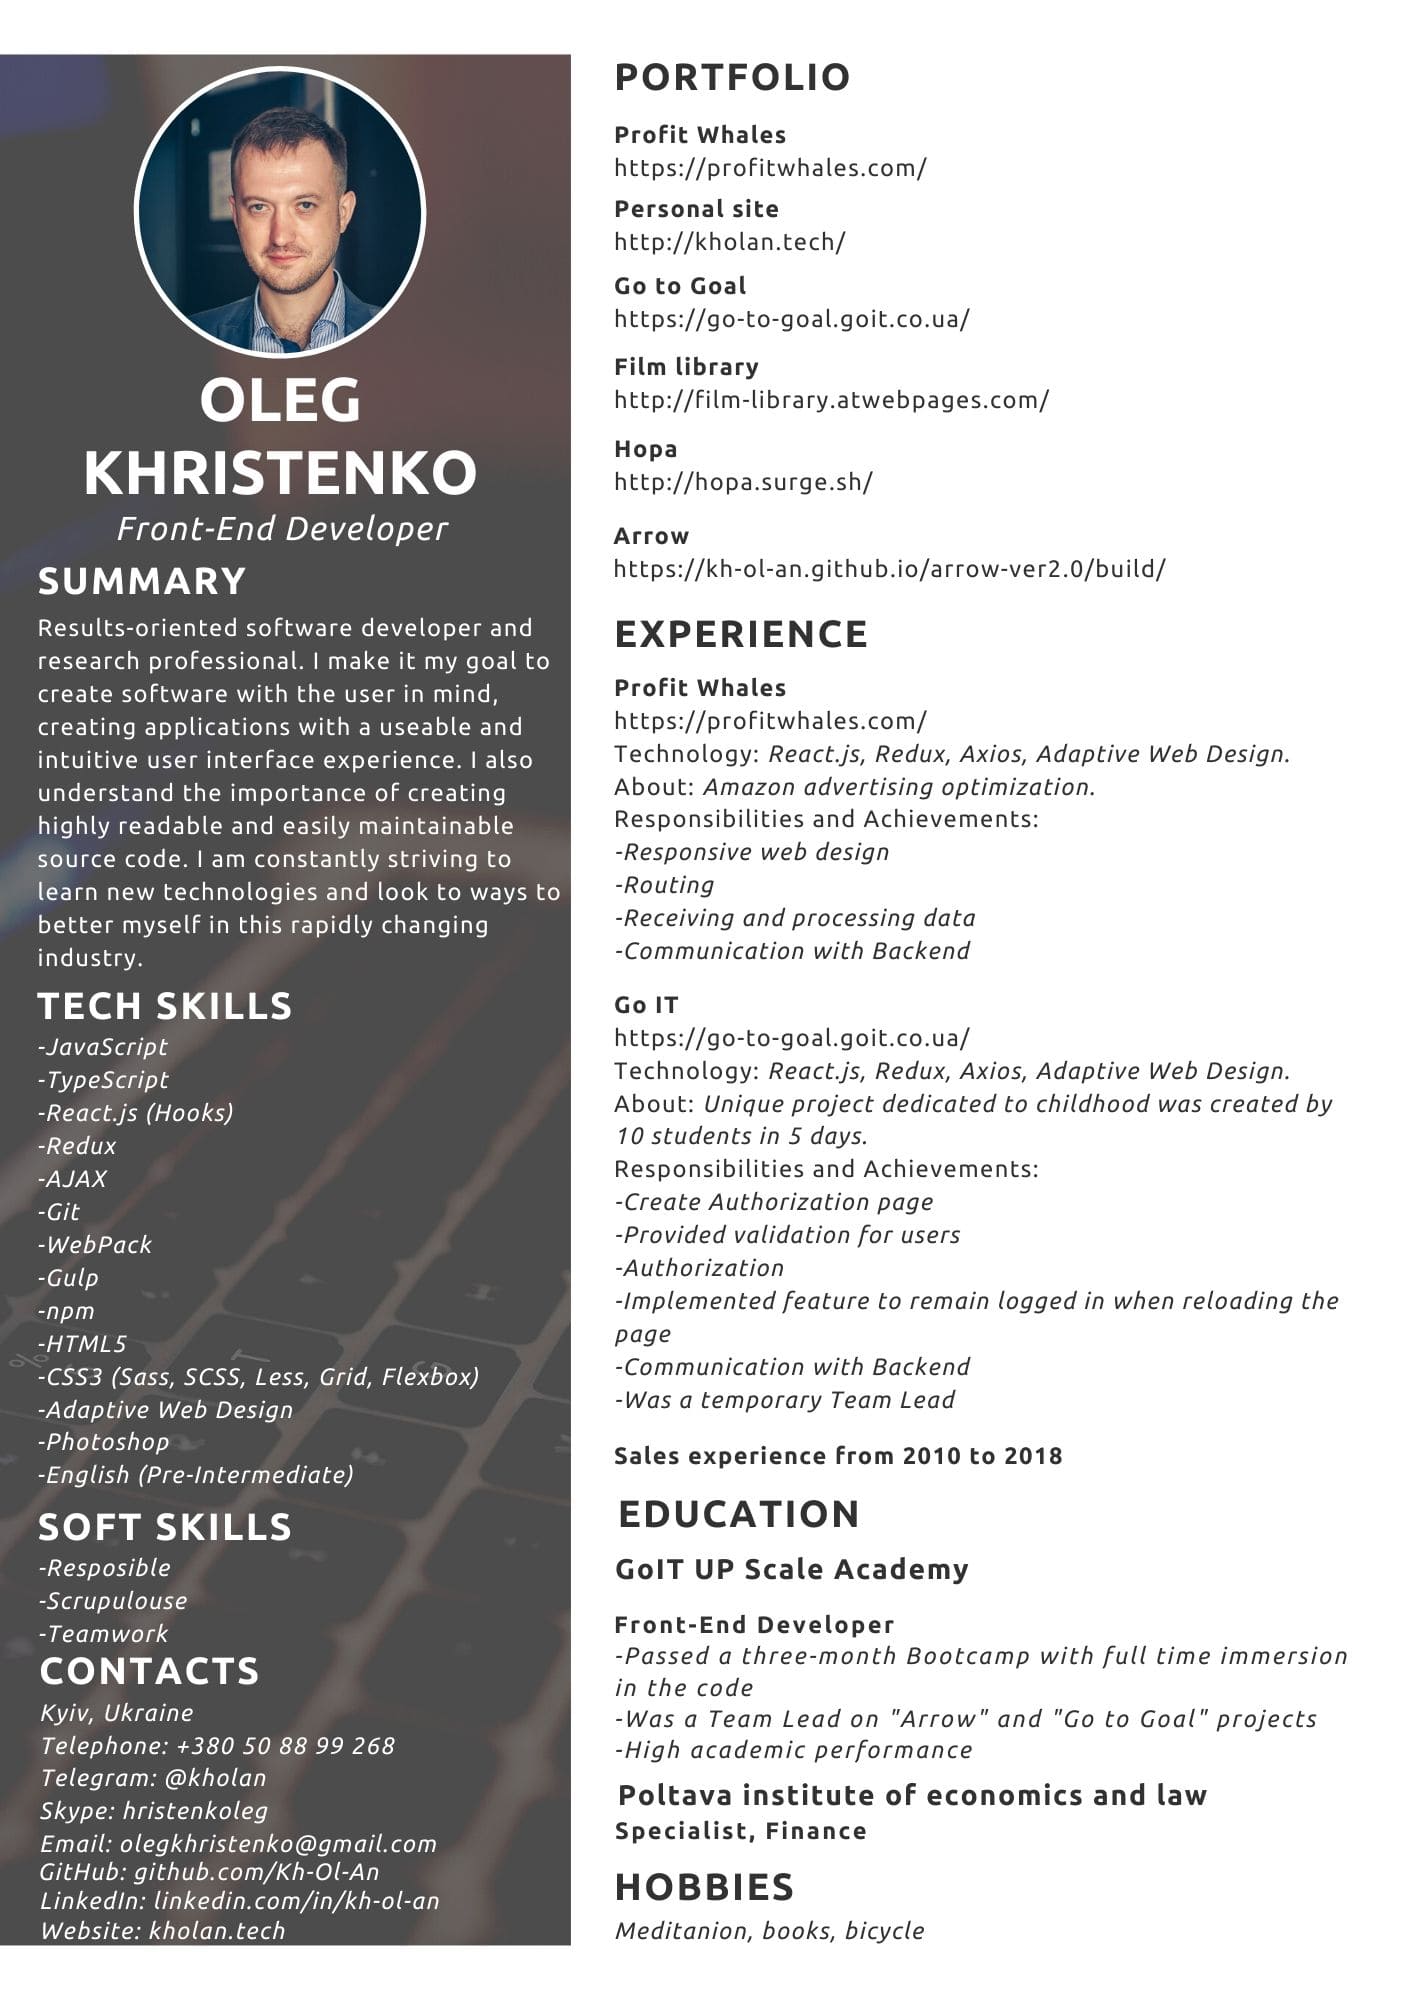 OLEG
KHRISTENKO
Front-End Developer
SUMMARY
Results-oriented software developer and
research professional. I make it my goal to
create software with the user in mind,
creating applications with a useable and
intuitive user interface experience. I also
understand the importance of creating
highly readable and easily maintainable
source code. I am constantly striving to
learn new technologies and look to ways to
better myself in this rapidly changing
industry.
TECH SKILLS
-JavaScript
-TypeScript
-React.js (Hooks)
-Redux
-AJAX
-Git
-WebPack
-Gulp
-npm
-HTML5
-CSS3 (Sass, SCSS, Less, Grid, Flexbox)
-Adaptive Web Design
-Photoshop
-English (Pre-Intermediate)
SOFT SKILLS
-Resposible
-Scrupulouse
-Teamwork
CONTACTS
Kyiv, Ukraine
Telephone: +380 50 88 99 268
Telegram: @kholan
Skype: hristenkoleg
Email: olegkhristenko@gmail.com
GitHub: github.com/Kh-Ol-An
LinkedIn: linkedin.com/in/kh-ol-an
Website: kholan.tech
PORTFOLIO
Profit Whales
https://profitwhales.com/
Personal site
http://kholan.tech/
Go to Goal
https://go-to-goal.goit.co.ua/
Film library
http://film-library.atwebpages.com/
Hopa
http://hopa.surge.sh/
Arrow
https://kh-ol-an.github.io/arrow-ver2.0/build/
EXPERIENCE
Profit Whales
https://profitwhales.com/
Technology: React.js, Redux, Axios, Adaptive Web Design.
About: Amazon advertising optimization.
Responsibilities and Achievements:
-Responsive web design
-Routing
-Receiving and processing data
-Communication with Backend
Go IT
https://go-to-goal.goit.co.ua/
Technology: React.js, Redux, Axios, Adaptive Web Design.
About: Unique project dedicated to childhood was created by
10 students in 5 days.
Responsibilities and Achievements:
-Create Authorization page
-Provided validation for users
-Authorization
-Implemented feature to remain logged in when reloading the
page
-Communication with Backend
-Was a temporary Team Lead
Sales experience from 2010 to 2018
EDUCATION
GoIT UP Scale Academy
Front-End Developer
-Passed a three-month Bootcamp with full time immersion
in the code
-Was a Team Lead on "Arrow" and "Go to Goal" projects
-High academic performance
Poltava institute of economics and law
Specialist, Finance
HOBBIES
Meditanion, books, bicycle